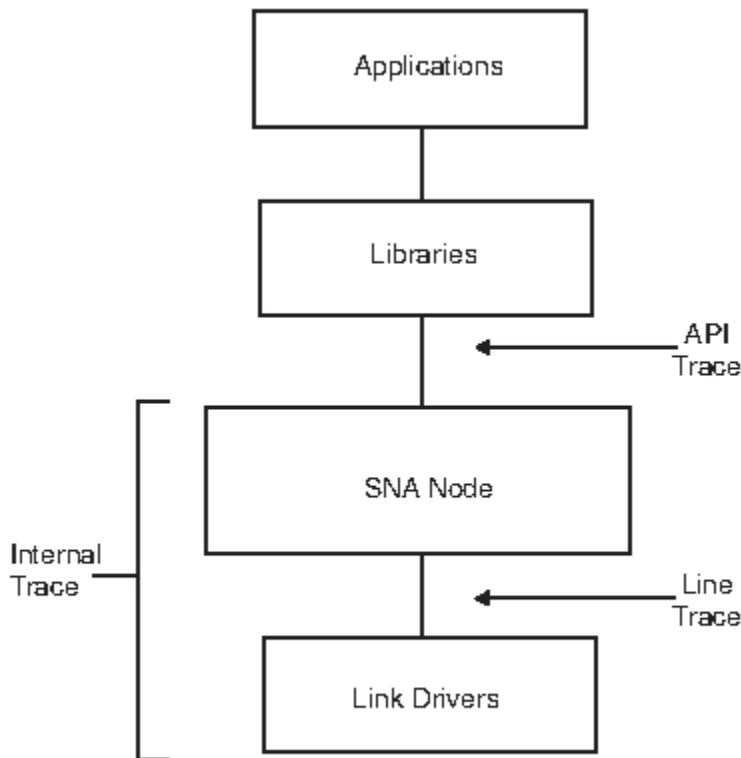 Applications
Libraries
API
Trace
SNA Node
Internal
Trace
Line
Trace
Link Drivers